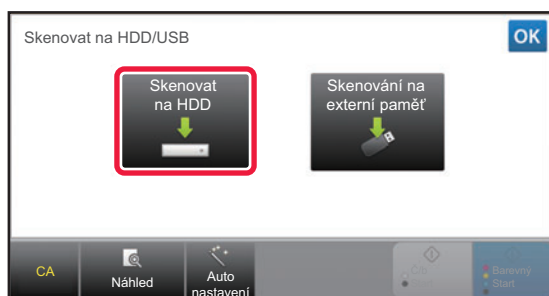 Skenovat na HDD/USB
OK
Skenovat
na HDD
Skenování na
externí paměť
CA
Náhled
Auto
nastavení
Barevný
Start